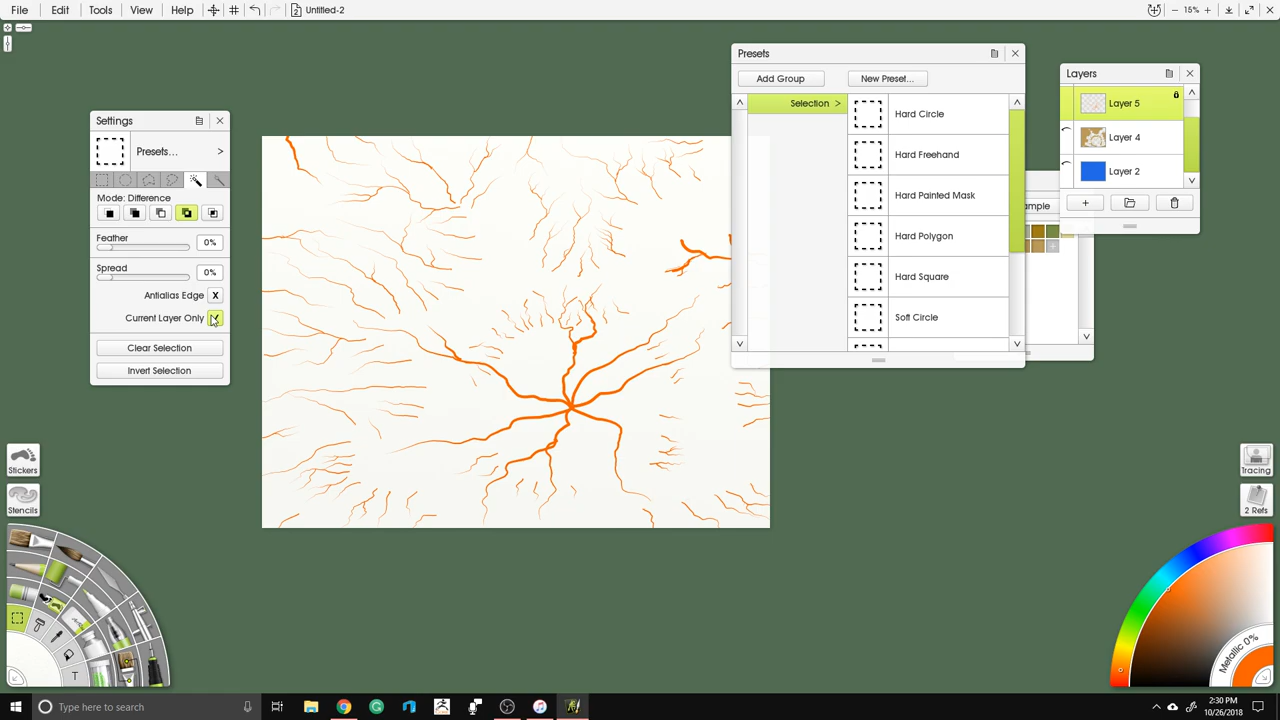 File Edit Tools View Help Untitled-2 15%
Settings
Presets... >
Mode: Difference
Feather 0%
Spread 0%
Antialias Edge X
Current Layer Only
Clear Selection
Invert Selection
Presets
Add Group New Preset...
Selection >
Hard Circle
Hard Freehand
Hard Painted Mask
Hard Polygon
Hard Square
Soft Circle
Layers
Layer 5
Layer 4
Layer 2
ample
Stickers
Stencils
Tracing
2 Refs
T
Metallic 0%
Type here to search
2:30 PM
10/26/2018